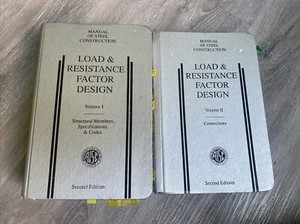 MANUAL
OF STEEL
CONSTRUCTION
LOAD &
RESISTANCE
FACTOR
DESIGN
Volume I
Structural Members,
Specifications,
& Codes
Second Edition
MANUAL
OF STEEL
CONSTRUCTION
LOAD &
RESISTANCE
FACTOR
DESIGN
Volume II
Connections
Second Edition